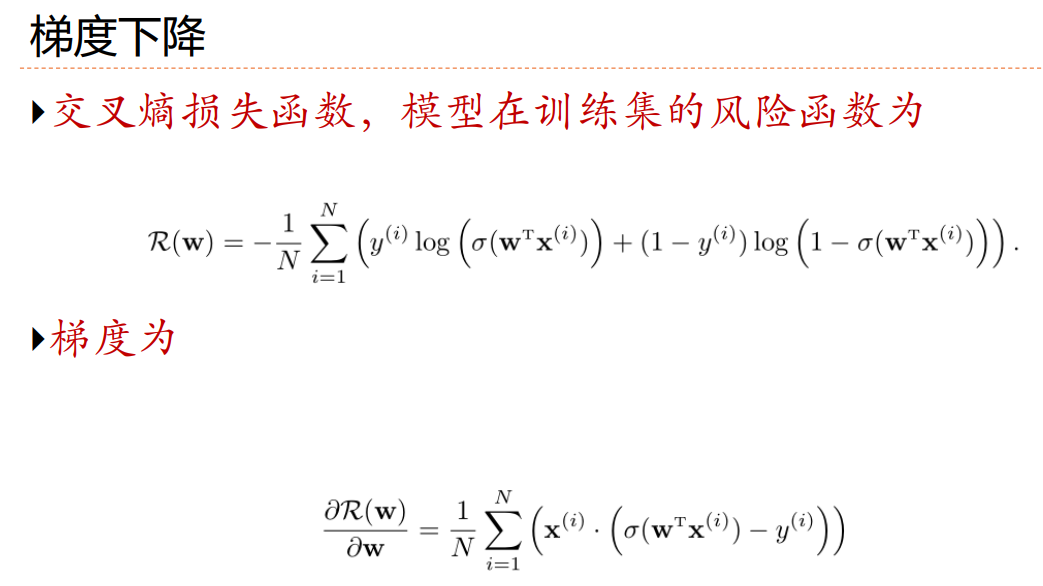 梯度下降
交叉熵损失函数，模型在训练集的风险函数为
$\mathcal{R}(\mathbf{w}) = -\frac{1}{N}\sum_{i=1}^{N}\left(y^{(i)}\log\left(\sigma(\mathbf{w}^{\mathrm{T}}\mathbf{x}^{(i)})\right)+(1-y^{(i)})\log\left(1-\sigma(\mathbf{w}^{\mathrm{T}}\mathbf{x}^{(i)})\right)\right).$
梯度为
$\frac{\partial\mathcal{R}(\mathbf{w})}{\partial\mathbf{w}} = \frac{1}{N}\sum_{i=1}^{N}\left(\mathbf{x}^{(i)}\cdot\left(\sigma(\mathbf{w}^{\mathrm{T}}\mathbf{x}^{(i)})-y^{(i)}\right)\right)$